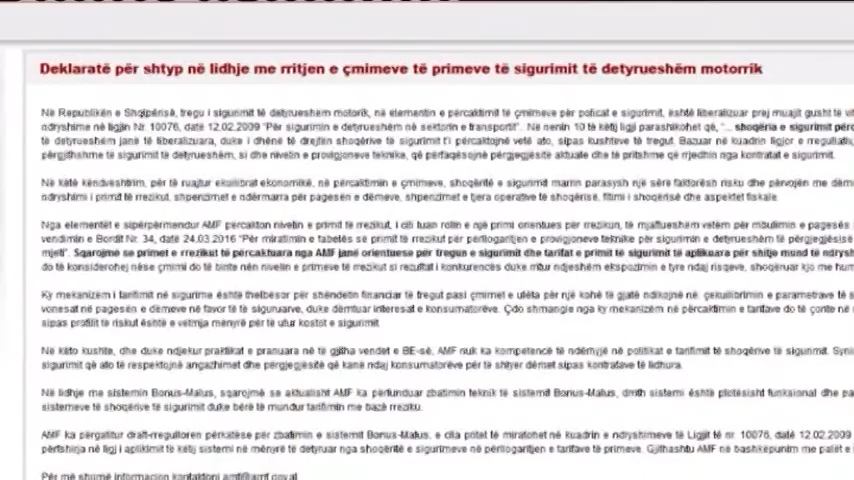 Deklaratë për shtyp në lidhje me rritjen e çmimeve të primeve të sigurimit të detyrueshëm motorrik
Në Republikën e Shqipërisë, tregu i sigurimit të detyrueshëm motorik, në elementin e përcaktimit të çmimeve për policat e sigurimit, është liberalizuar prej muajit gusht të
ndryshime në ligjin Nr. 10076, datë 12.02.2009 "Për sigurimin e detyrueshëm në sektorin e transportit". Në nenin 10 të këtij ligji parashikohet që, "... shoqëria e sigurimit
të detyrueshëm janë të liberalizuara, duke i dhënë të drejtën shoqërive të sigurimit t'i përcaktojnë vetë ato, sipas kushteve të tregut. Bazuar në kuadrin ligjor e
përgjithshme të sigurimit të detyrueshëm, si dhe nivelin e provigjoneve teknike, që përfaqësojnë përgjegjësitë aktuale dhe të pritshme që rrjedhin nga kontratat e sigurimit.
Në këtë këndvështrim, për të ruajtur ekuilibrat ekonomikë, në përcaktimin e çmimeve, shoqëritë e sigurimit marrin parasysh një sërë faktorësh risku dhe përvojën me
ndryshimi i primit të rrezikut, shpenzimet e ndërmarra për pagesën e dëmeve, shpenzimet e tjera operative të shoqërisë, fitimi i shoqërisë dhe aspektet fiskale.
Nga elementët e sipërpërmendur AMF përcakton nivelin e primit të rrezikut, i cili luan rolin e një primi orientues për rrezikun, të mjaftueshëm vetëm për mbulimin e pagesës
vendimin e Bordit Nr. 34, datë 24.03.2016 "Për miratimin e tabelës së primit të rrezikut për përllogaritjen e provigjoneve teknike për sigurimin e detyrueshëm të përgjegjësisë
mjeti". Sqarojmë se primet e rrezikut të përcaktuara nga AMF janë orientuese për tregun e sigurimit dhe tarifat e primit të sigurimit të aplikuara për shitje mund të
do të konsiderohej nëse çmimi do të binte nën nivelin e primeve të rrezikut si rezultat i konkurencës duke rritur ndjeshëm ekspozimin e tyre ndaj risqeve, shoqëruar kjo me
Ky mekanizëm i tarifimit në sigurime është thelbësor për shëndetin financiar të tregut pasi çmimet e ulëta për një kohë të gjatë ndikojnë në çekuilibrimin e parametrave të
vonesat në pagesën e dëmeve në favor të të siguruarve, duke dëmtuar interesat e konsumatorëve. Çdo shmangie nga ky mekanizëm në përcaktimin e tarifave do të çonte në
sipas profilit të riskut është e vetmja mënyrë për të ulur kostot e sigurimit.
Në këto kushte, dhe duke ndjekur praktikat e pranuara në të gjitha vendet e BE-së, AMF nuk ka kompetencë të ndërhyjë në politikat e tarifimit të shoqërive të sigurimit.
sigurimit që ato të respektojnë angazhimet dhe përgjegjësitë që kanë ndaj konsumatorëve për të shlyer dëmet sipas kontratave të lidhura.
Në lidhje me sistemin Bonus-Malus, sqarojmë se aktualisht AMF ka përfunduar zbatimin teknik të sistemit Bonus-Malus, dmth sistemi është plotësisht funksional dhe
sistemeve të shoqërive të sigurimit duke bërë të mundur tarifimin me bazë rreziku.
AMF ka përgatitur draft-rregulloren përkatëse për zbatimin e sistemit Bonus-Malus, e cila pritet të miratohet në kuadrin e ndryshimeve të Ligjit të nr. 10076, datë 12.02.2009
përfshirja në ligj i aplikimit të këtij sistemi në mënyrë të detyruar nga shoqëritë e sigurimeve në përllogaritjen e tarifave të primeve. Gjithashtu AMF në bashkëpunim me palët e
Për më shumë informacion kontaktoni amf@amf.gov.al